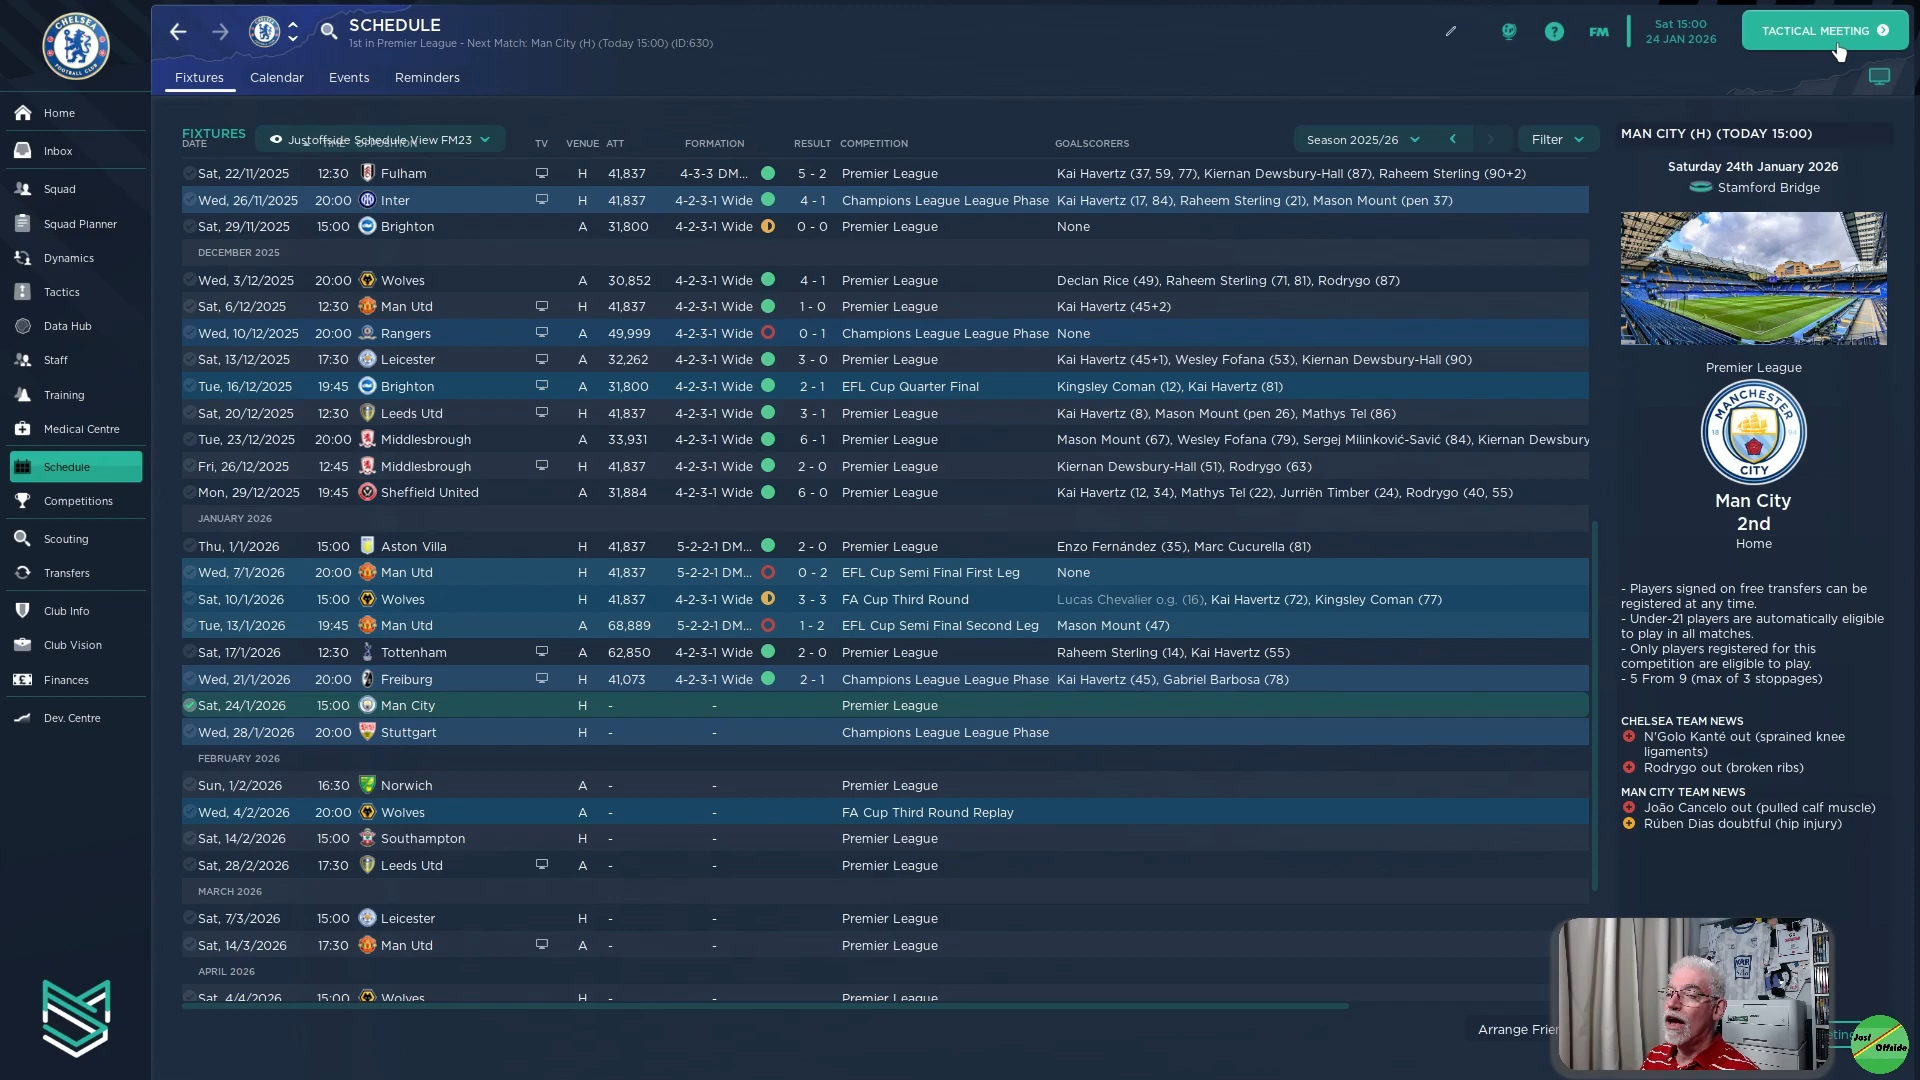 CHELSEA
FOOTBALL CLUB
SCHEDULE
1st in Premier League - Next Match: Man City (H) (Today 15:00) (ID:630)
FM
Sat 15:00
24 JAN 2026
TACTICAL MEETING
Fixtures Calendar Events Reminders
Home
Inbox
Squad
Squad Planner
Dynamics
Tactics
Data Hub
Staff
Training
Medical Centre
Schedule
Competitions
Scouting
Transfers
Club Info
Club Vision
Finances
Dev. Centre
FIXTURES
Justoffside Schedule View FM23
Season 2025/26
Filter
DATE TIME OPPOSITION TV VENUE ATT FORMATION RESULT COMPETITION GOALSCORERS
Sat, 22/11/2025 12:30 Fulham H 41,837 4-3-3 DM... 5 - 2 Premier League Kai Havertz (37, 59, 77), Kiernan Dewsbury-Hall (87), Raheem Sterling (90+2)
Wed, 26/11/2025 20:00 Inter H 41,837 4-2-3-1 Wide 4 - 1 Champions League League Phase Kai Havertz (17, 84), Raheem Sterling (21), Mason Mount (pen 37)
Sat, 29/11/2025 15:00 Brighton A 31,800 4-2-3-1 Wide 0 - 0 Premier League None
DECEMBER 2025
Wed, 3/12/2025 20:00 Wolves A 30,852 4-2-3-1 Wide 4 - 1 Premier League Declan Rice (49), Raheem Sterling (71, 81), Rodrygo (87)
Sat, 6/12/2025 12:30 Man Utd H 41,837 4-2-3-1 Wide 1 - 0 Premier League Kai Havertz (45+2)
Wed, 10/12/2025 20:00 Rangers A 49,999 4-2-3-1 Wide 0 - 1 Champions League League Phase None
Sat, 13/12/2025 17:30 Leicester A 32,262 4-2-3-1 Wide 3 - 0 Premier League Kai Havertz (45+1), Wesley Fofana (53), Kiernan Dewsbury-Hall (90)
Tue, 16/12/2025 19:45 Brighton A 31,800 4-2-3-1 Wide 2 - 1 EFL Cup Quarter Final Kingsley Coman (12), Kai Havertz (81)
Sat, 20/12/2025 12:30 Leeds Utd H 41,837 4-2-3-1 Wide 3 - 1 Premier League Kai Havertz (8), Mason Mount (pen 26), Mathys Tel (86)
Tue, 23/12/2025 20:00 Middlesbrough A 33,931 4-2-3-1 Wide 6 - 1 Premier League Mason Mount (67), Wesley Fofana (79), Sergej Milinković-Savić (84), Kiernan Dewsbury
Fri, 26/12/2025 12:45 Middlesbrough H 41,837 4-2-3-1 Wide 2 - 0 Premier League Kiernan Dewsbury-Hall (51), Rodrygo (63)
Mon, 29/12/2025 19:45 Sheffield United A 31,884 4-2-3-1 Wide 6 - 0 Premier League Kai Havertz (12, 34), Mathys Tel (22), Jurriën Timber (24), Rodrygo (40, 55)
JANUARY 2026
Thu, 1/1/2026 15:00 Aston Villa H 41,837 5-2-2-1 DM... 2 - 0 Premier League Enzo Fernández (35), Marc Cucurella (81)
Wed, 7/1/2026 20:00 Man Utd H 41,837 5-2-2-1 DM... 0 - 2 EFL Cup Semi Final First Leg None
Sat, 10/1/2026 15:00 Wolves H 41,837 4-2-3-1 Wide 3 - 3 FA Cup Third Round Lucas Chevalier o.g. (16), Kai Havertz (72), Kingsley Coman (77)
Tue, 13/1/2026 19:45 Man Utd A 68,889 5-2-2-1 DM... 1 - 2 EFL Cup Semi Final Second Leg Mason Mount (47)
Sat, 17/1/2026 12:30 Tottenham A 62,850 4-2-3-1 Wide 2 - 0 Premier League Raheem Sterling (14), Kai Havertz (55)
Wed, 21/1/2026 20:00 Freiburg H 41,073 4-2-3-1 Wide 2 - 1 Champions League League Phase Kai Havertz (45), Gabriel Barbosa (78)
Sat, 24/1/2026 15:00 Man City H - - Premier League
Wed, 28/1/2026 20:00 Stuttgart H - - Champions League League Phase
FEBRUARY 2026
Sun, 1/2/2026 16:30 Norwich A - - Premier League
Wed, 4/2/2026 20:00 Wolves A - - FA Cup Third Round Replay
Sat, 14/2/2026 15:00 Southampton H - - Premier League
Sat, 28/2/2026 17:30 Leeds Utd A - - Premier League
MARCH 2026
Sat, 7/3/2026 15:00 Leicester H - - Premier League
Sat, 14/3/2026 17:30 Man Utd A - - Premier League
APRIL 2026
Sat, 4/4/2026 15:00 Wolves H - - Premier League
Arrange Frien
MAN CITY (H) (TODAY 15:00)
Saturday 24th January 2026
Stamford Bridge
Premier League
MANCHESTER
18 94
CITY
Man City
2nd
Home
- Players signed on free transfers can be
registered at any time.
- Under-21 players are automatically eligible
to play in all matches.
- Only players registered for this
competition are eligible to play.
- 5 From 9 (max of 3 stoppages)
CHELSEA TEAM NEWS
N'Golo Kanté out (sprained knee
ligaments)
Rodrygo out (broken ribs)
MAN CITY TEAM NEWS
João Cancelo out (pulled calf muscle)
Rúben Dias doubtful (hip injury)
Just
Offside